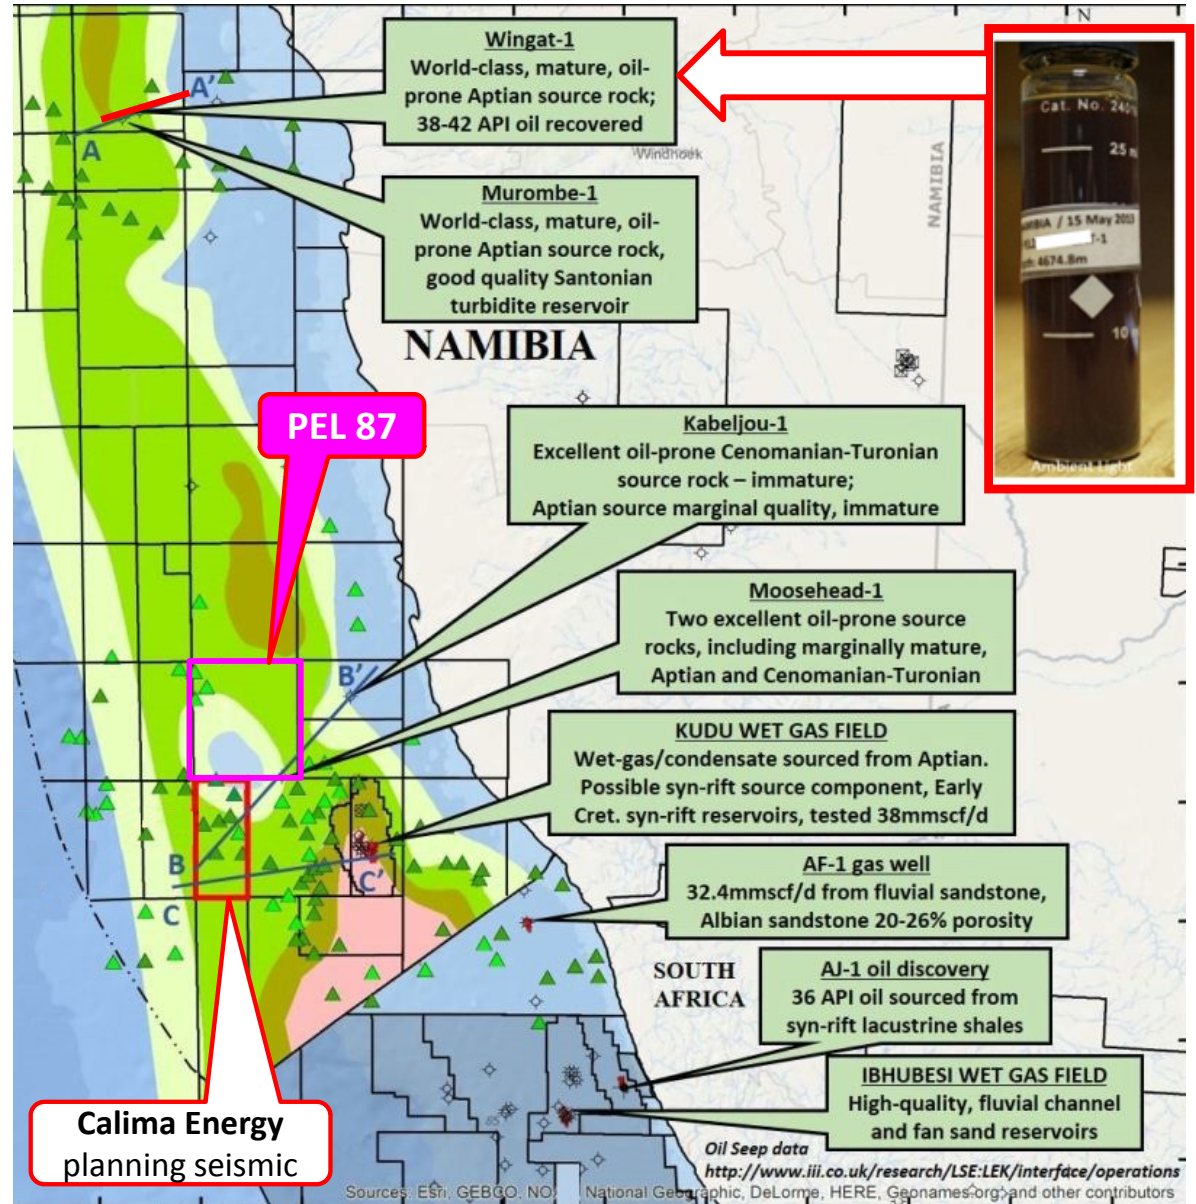 N
Wingat-1
World-class, mature, oil-
prone Aptian source rock;
38-42 API oil recovered
Cat. No. 240
25 m
NAMIBIA
MIBIA / 15 May 2013
T-1
4674.8m
10 m
Ambient Light
Windhoek
A'
A
Murombe-1
World-class, mature, oil-
prone Aptian source rock,
good quality Santonian
turbidite reservoir
NAMIBIA
PEL 87
Kabeljou-1
Excellent oil-prone Cenomanian-Turonian
source rock – immature;
Aptian source marginal quality, immature
Moosehead-1
Two excellent oil-prone source
rocks, including marginally mature,
Aptian and Cenomanian-Turonian
B'
KUDU WET GAS FIELD
Wet-gas/condensate sourced from Aptian.
Possible syn-rift source component, Early
Cret. syn-rift reservoirs, tested 38mmscf/d
B
C'
C
AF-1 gas well
32.4mmscf/d from fluvial sandstone,
Albian sandstone 20-26% porosity
SOUTH
AFRICA
AJ-1 oil discovery
36 API oil sourced from
syn-rift lacustrine shales
IBHUBESI WET GAS FIELD
High-quality, fluvial channel
and fan sand reservoirs
Calima Energy
planning seismic
Oil Seep data
http://www.iii.co.uk/research/LSE:LEK/interface/operations
Sources: Esri, GEBCO, NO National Geographic, DeLorme, HERE, Geonames.org, and other contributors